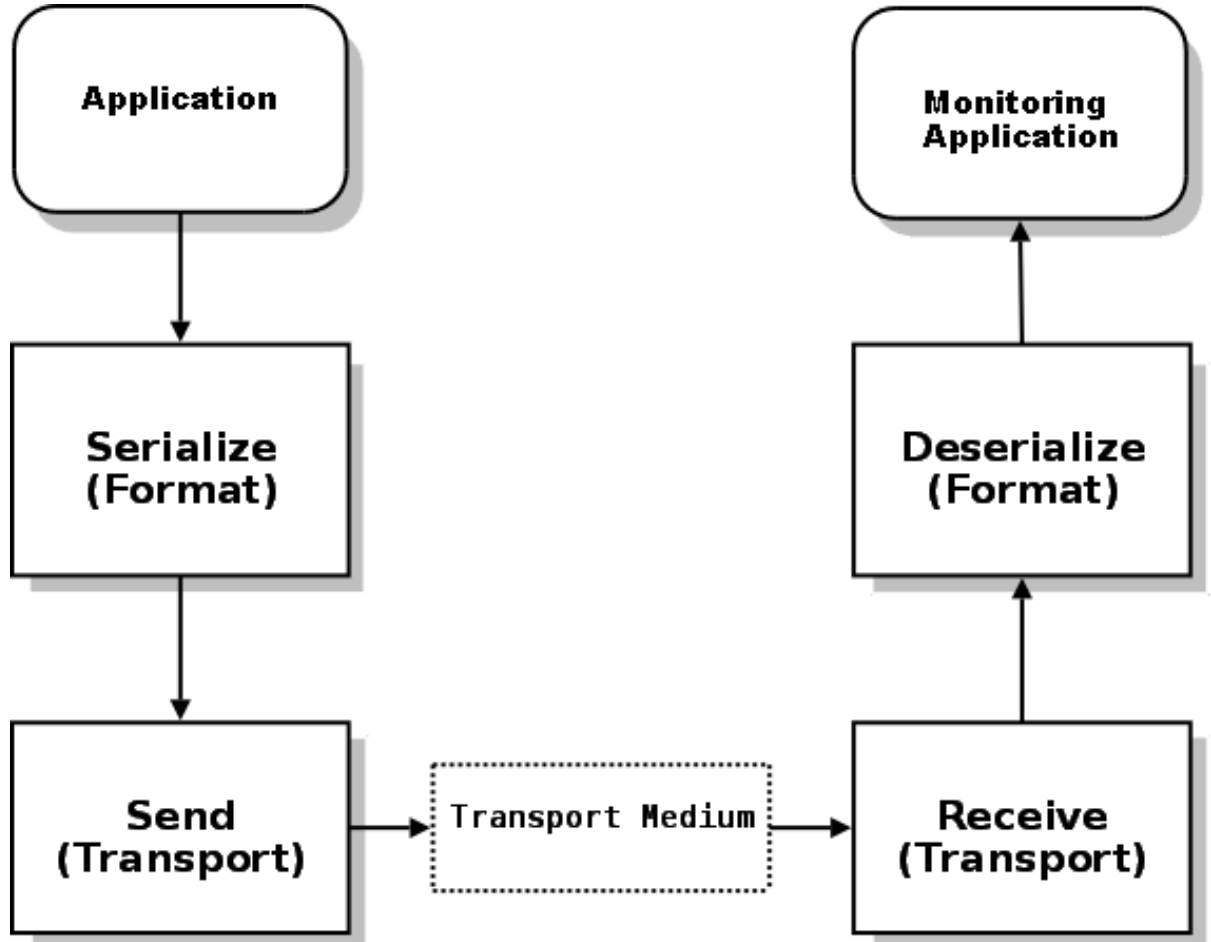 Application
Monitoring
Application
Serialize
(Format)
Deserialize
(Format)
Send
(Transport)
Transport Medium
Receive
(Transport)